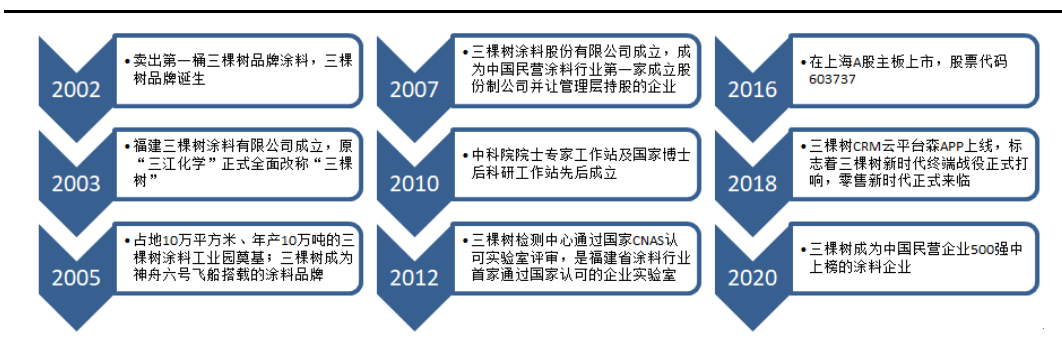 2002
•卖出第一桶三棵树品牌涂料，三棵
树品牌诞生
2003
•福建三棵树涂料有限公司成立，原
“三江化学”正式全面改称“三棵
树”
2005
•占地10万平方米、年产10万吨的三
棵树涂料工业园奠基；三棵树成为
神舟六号飞船搭载的涂料品牌
2007
•三棵树涂料股份有限公司成立，成
为中国民营涂料行业第一家成立股
份制公司并让管理层持股的企业
2010
•中科院院士专家工作站及国家博士
后科研工作站先后成立
2012
•三棵树检测中心通过国家CNAS认
可实验室评审，是福建省涂料行业
首家通过国家认可的企业实验室
2016
•在上海A股主板上市，股票代码
603737
2018
•三棵树CRM云平台森APP上线，标
志着三棵树新时代终端战役正式打
响，零售新时代正式来临
2020
•三棵树成为中国民营企业500强中
上榜的涂料企业